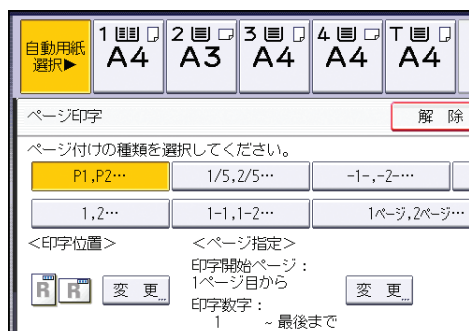 自動用紙
選択▶
1
A4
2
A3
3
A4
4
A4
T
A4
ページ印字
解 除
ページ付けの種類を選択してください。
P1,P2…
1/5,2/5…
-1-,-2-…
1,2…
1-1,1-2…
1ページ,2ページ…
<印字位置>
<ページ指定>
R
R
変 更...
印字開始ページ:
1ページ目から
印字数字:
1 ~ 最後まで
変 更...